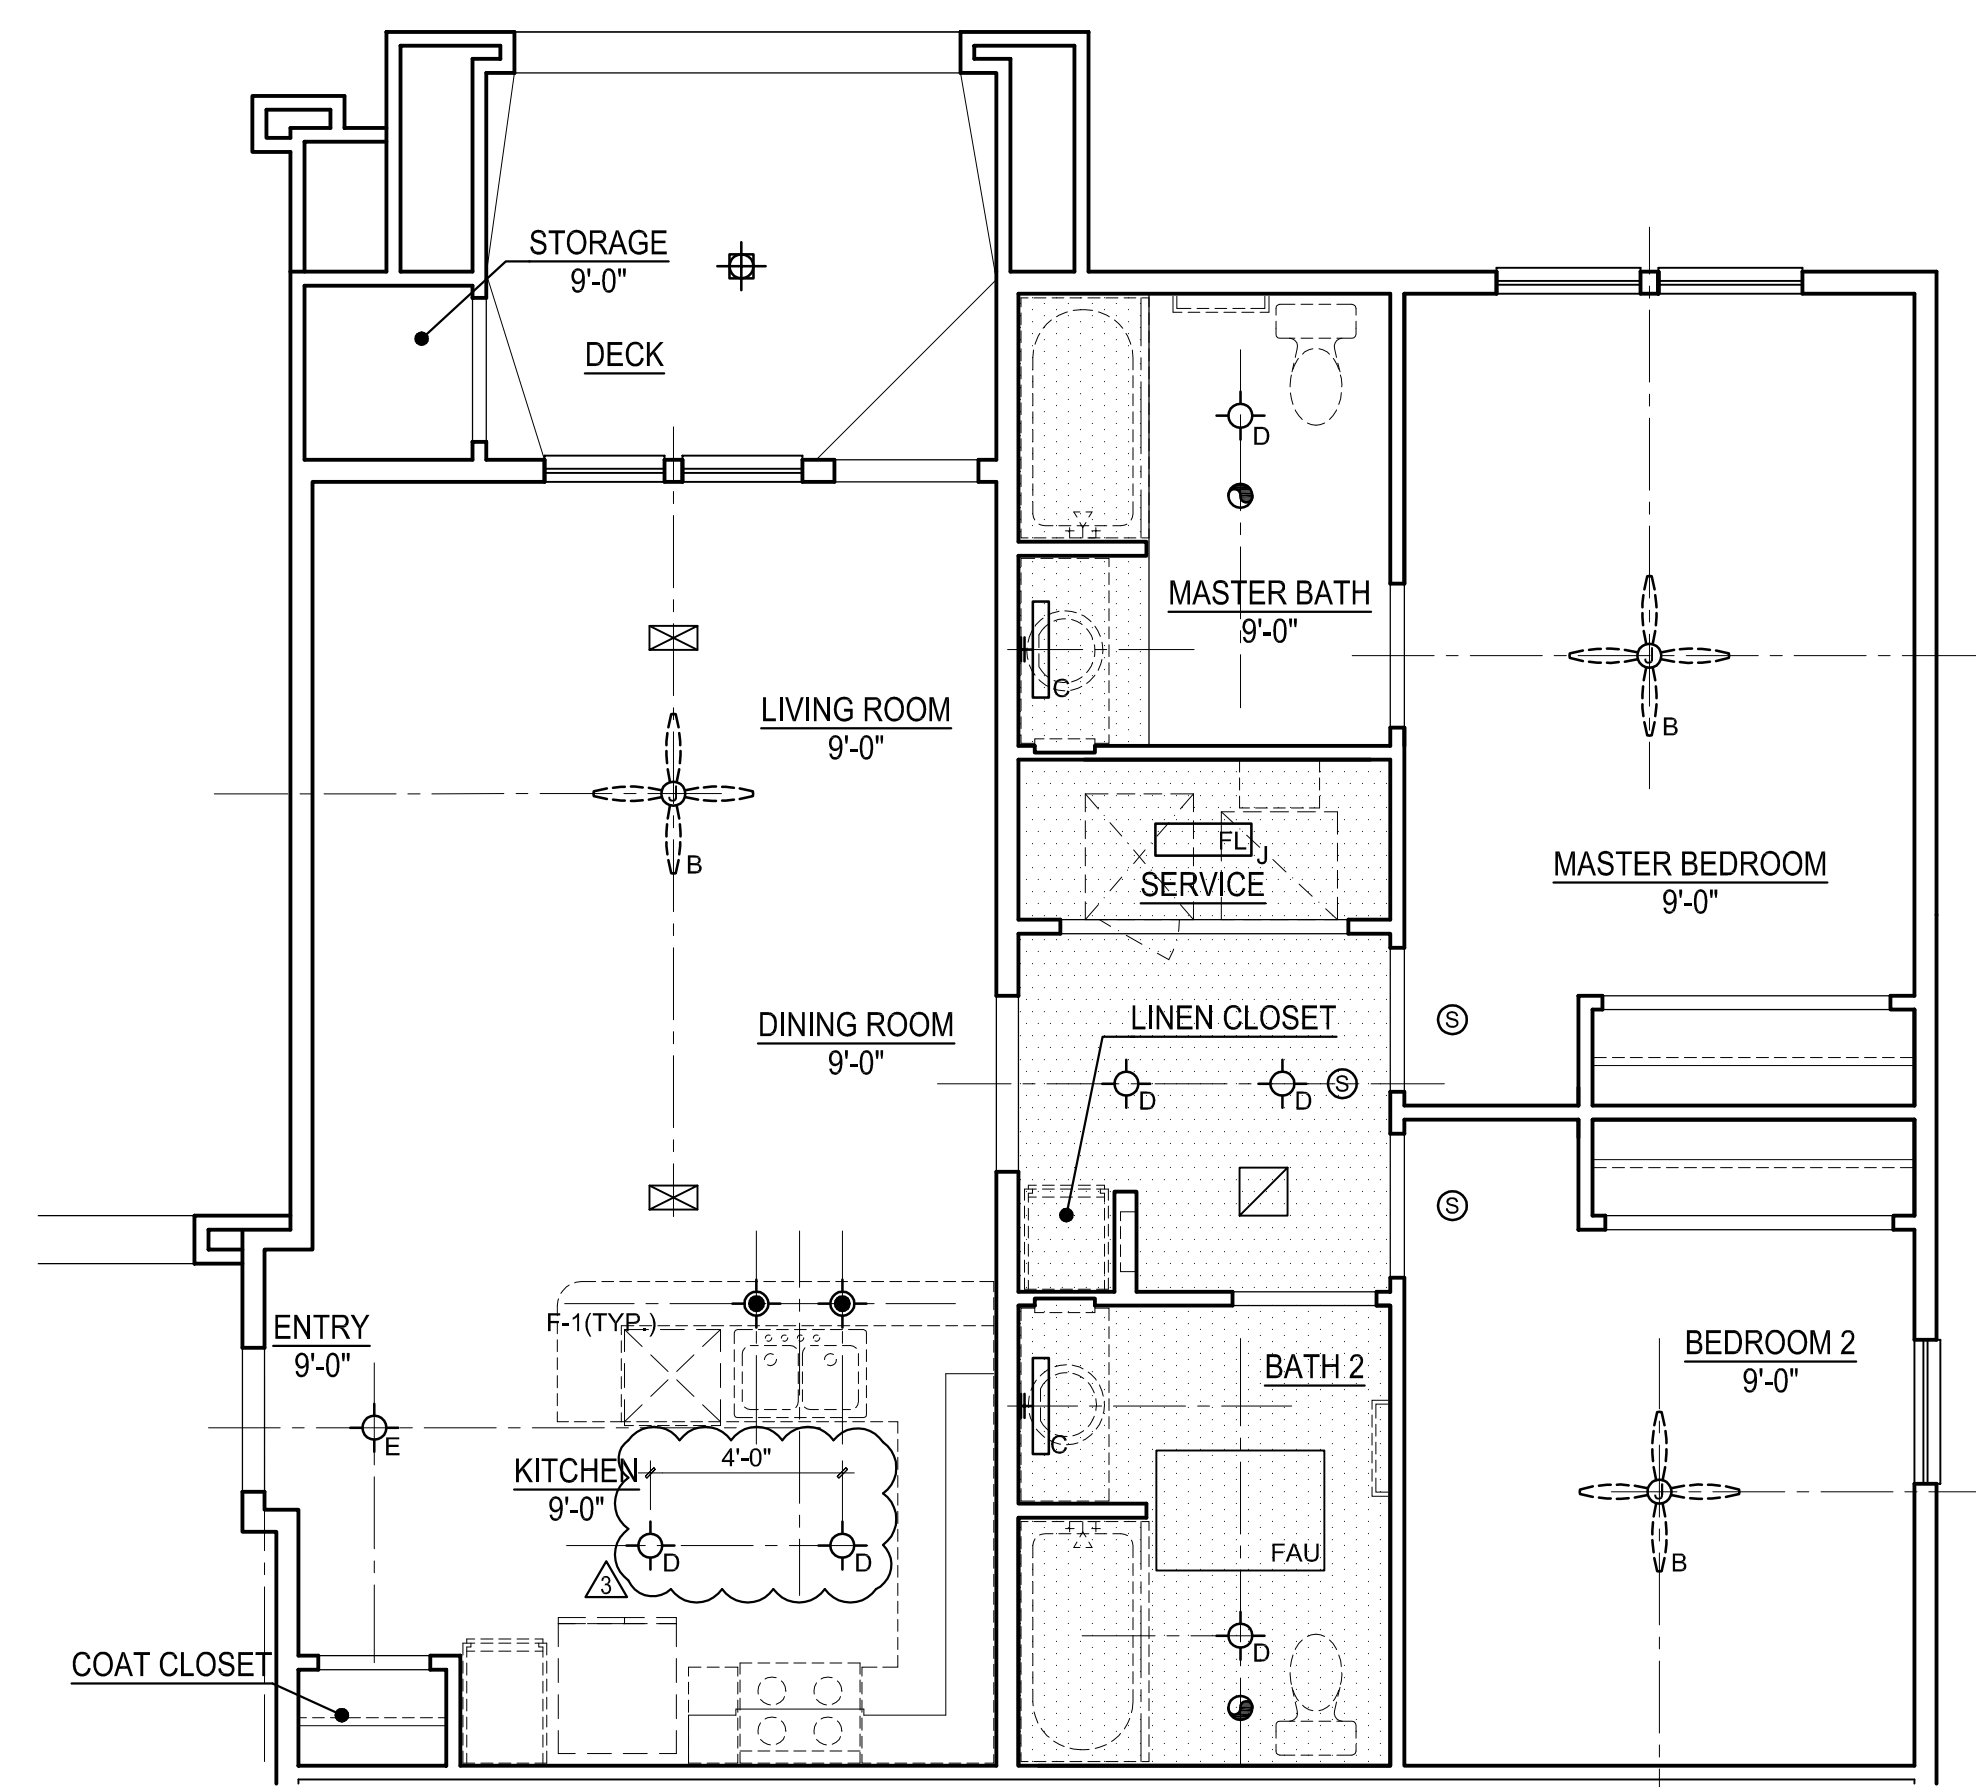 STORAGE
9'-0"
DECK
D
MASTER BATH
9'-0"
C
J
B
LIVING ROOM
9'-0"
J
B
FL
J
SERVICE
MASTER BEDROOM
9'-0"
DINING ROOM
9'-0"
LINEN CLOSET
S
D
D
S
S
ENTRY
9'-0"
F-1(TYP.)
BATH 2
BEDROOM 2
9'-0"
E
C
4'-0"
KITCHEN
9'-0"
J
B
D
D
FAU
3
D
COAT CLOSET